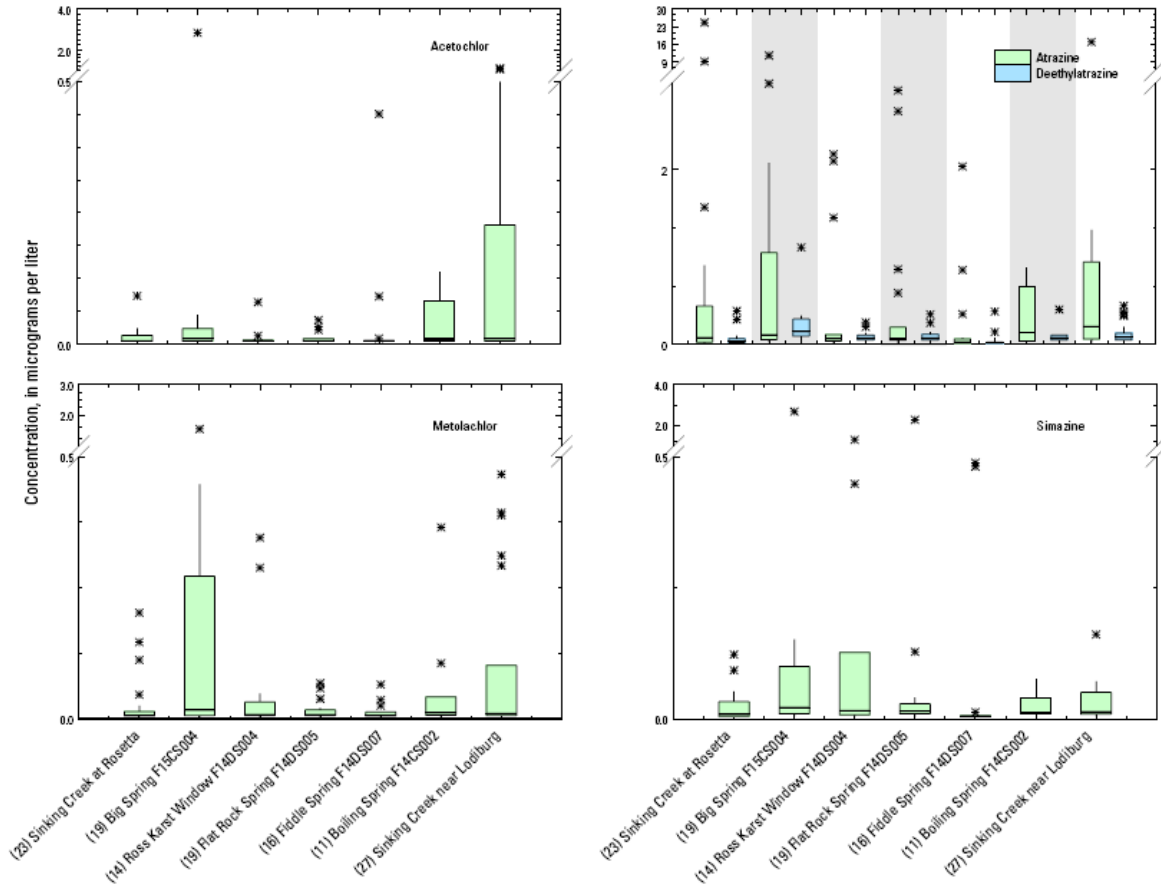 4.0
2.0
0.5
0.0
Acetochlor
30
23
16
9
2
0
Atrazine
Deethylatrazine
Concentration, in micrograms per liter
3.0
2.0
0.5
0.0
Metolachlor
4.0
2.0
0.5
0.0
Simazine
(23) Sinking Creek at Rosetta
(19) Big Spring F15CS004
(14) Ross Karst Window F14DS004
(19) Flat Rock Spring F14DS005
(16) Fiddle Spring F14DS007
(11) Boiling Spring F14CS002
(27) Sinking Creek near Lodiburg
(23) Sinking Creek at Rosetta
(19) Big Spring F15CS004
(14) Ross Karst Window F14DS004
(19) Flat Rock Spring F14DS005
(16) Fiddle Spring F14DS007
(11) Boiling Spring F14CS002
(27) Sinking Creek near Lodiburg